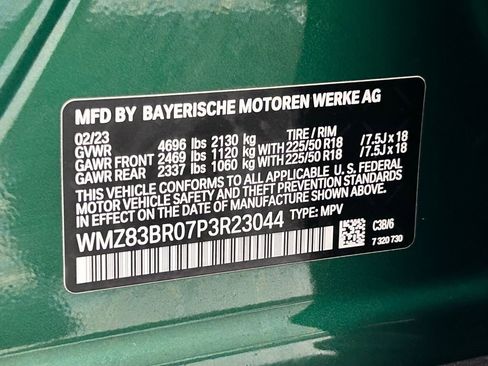 MFD BY BAYERISCHE MOTOREN WERKE AG
02/23 TIRE / RIM
GVWR 4696 lbs 2130 kg
GAWR FRONT 2469 lbs 1120 kg WITH 225/50 R18 /7.5J x 18
GAWR REAR 2337 lbs 1060 kg WITH 225/50 R18 /7.5J x 18
THIS VEHICLE CONFORMS TO ALL APPLICABLE U. S. FEDERAL
MOTOR VEHICLE SAFETY AND THEFT PREVENTION STANDARDS
IN EFFECT ON THE DATE OF MANUFACTURE SHOWN ABOVE.
WMZ83BR07P3R23044 TYPE: MPV
C3B/6
7 320 730